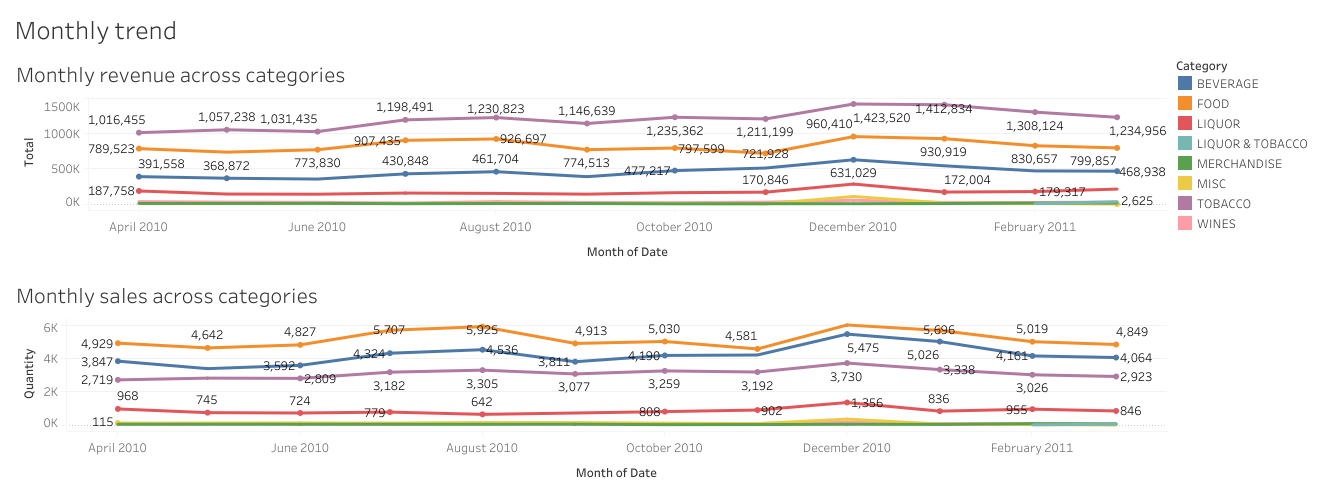 Monthly trend
Monthly revenue across categories
Category
BEVERAGE
FOOD
LIQUOR
LIQUOR & TOBACCO
MERCHANDISE
MISC
TOBACCO
WINES
Total
1500K
1000K
500K
0K
1,016,455
1,057,238
1,031,435
1,198,491
1,230,823
1,146,639
1,235,362
1,211,199
1,423,520
1,412,834
1,308,124
1,234,956
789,523
773,830
907,435
926,697
774,513
797,599
721,928
960,410
930,919
830,657
799,857
391,558
368,872
430,848
461,704
477,217
631,029
468,938
187,758
170,846
172,004
179,317
2,625
April 2010
June 2010
August 2010
October 2010
December 2010
February 2011
Month of Date
Monthly sales across categories
Quantity
6K
4K
2K
0K
4,929
4,642
4,827
5,707
5,925
4,913
5,030
4,581
5,696
5,019
4,849
3,847
3,592
4,324
4,536
3,811
4,190
5,475
5,026
4,161
4,064
2,719
2,809
3,182
3,305
3,077
3,259
3,192
3,730
3,338
3,026
2,923
968
745
724
779
642
808
902
1,356
836
955
846
115
April 2010
June 2010
August 2010
October 2010
December 2010
February 2011
Month of Date